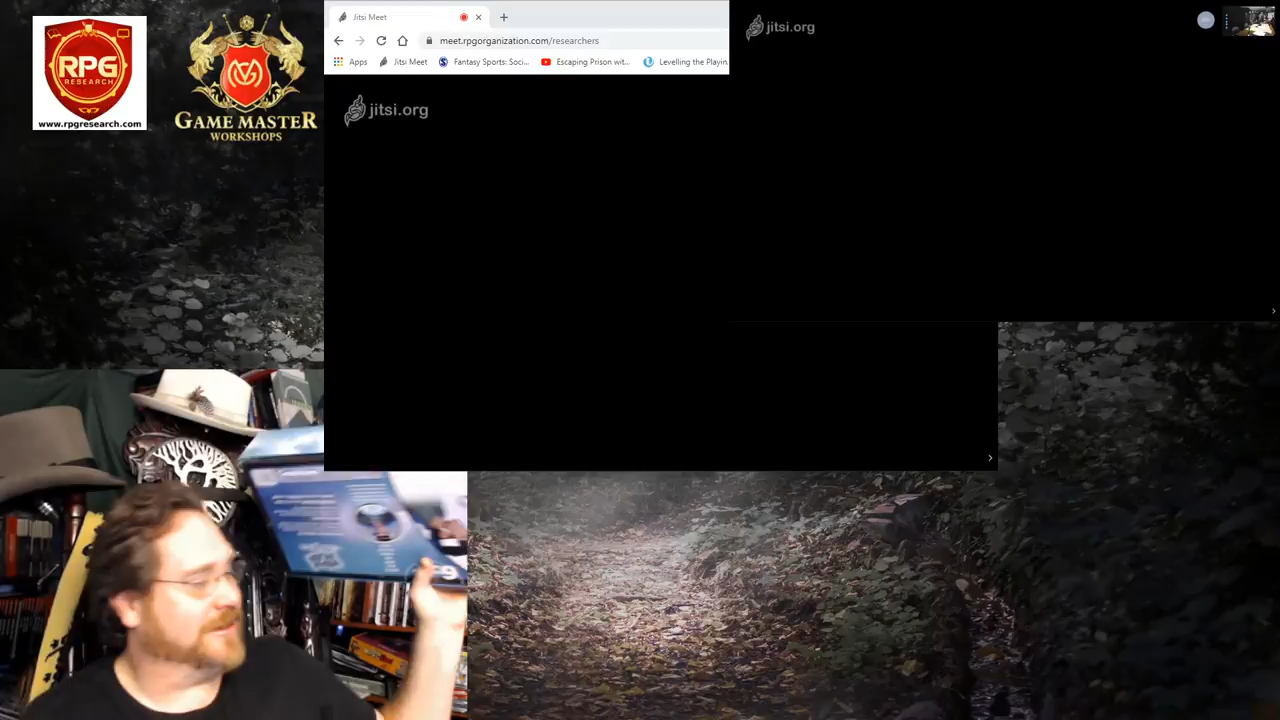 RPG
RESEARCH
www.rpgresearch.com
GAME MASTER
WORKSHOPS
Jitsi Meet
meet.rpgorganization.com/researchers
Apps
Jitsi Meet
Fantasy Sports: Soci...
Escaping Prison wit...
Levelling the Playin
jitsi.org
jitsi.org